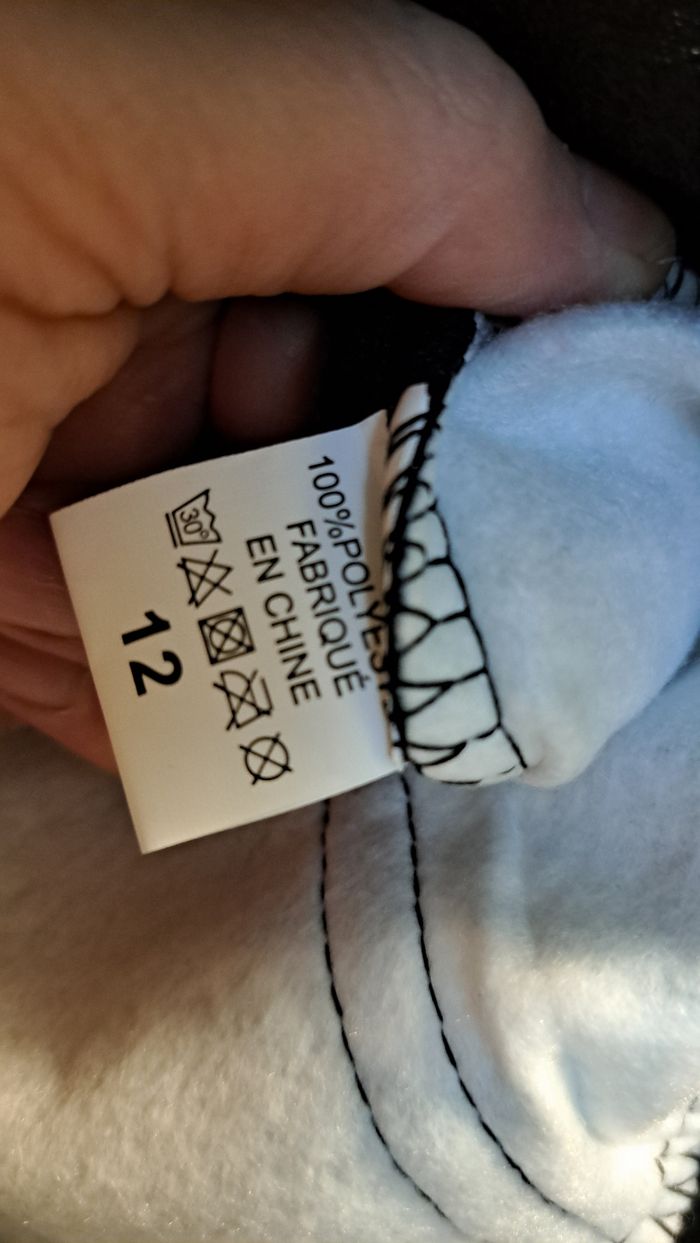 100%POLYES
FABRIQUÉ
EN CHINE
30°
12